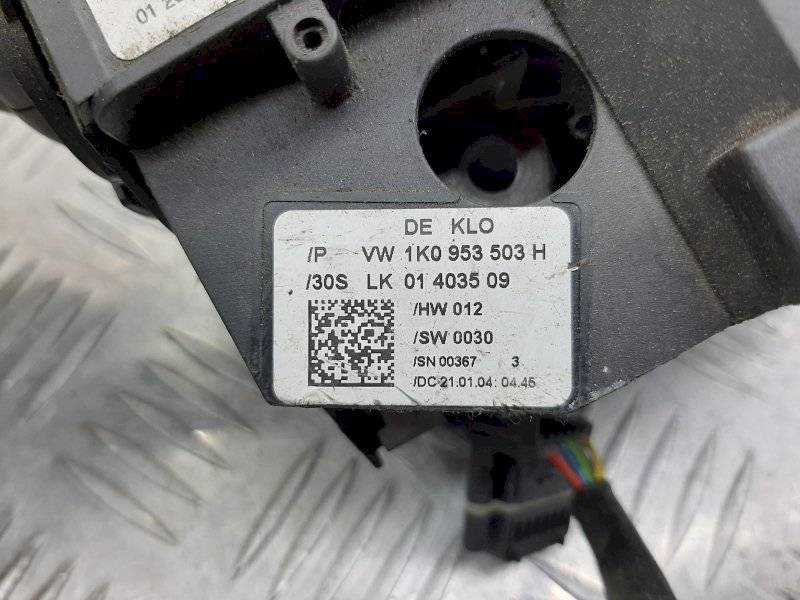 DE KLO
/P VW 1K0 953 503 H
/30S LK 01 4035 09
/HW 012
/SW 0030
/SN 00367 3
/DC 21.01.04: 04.45